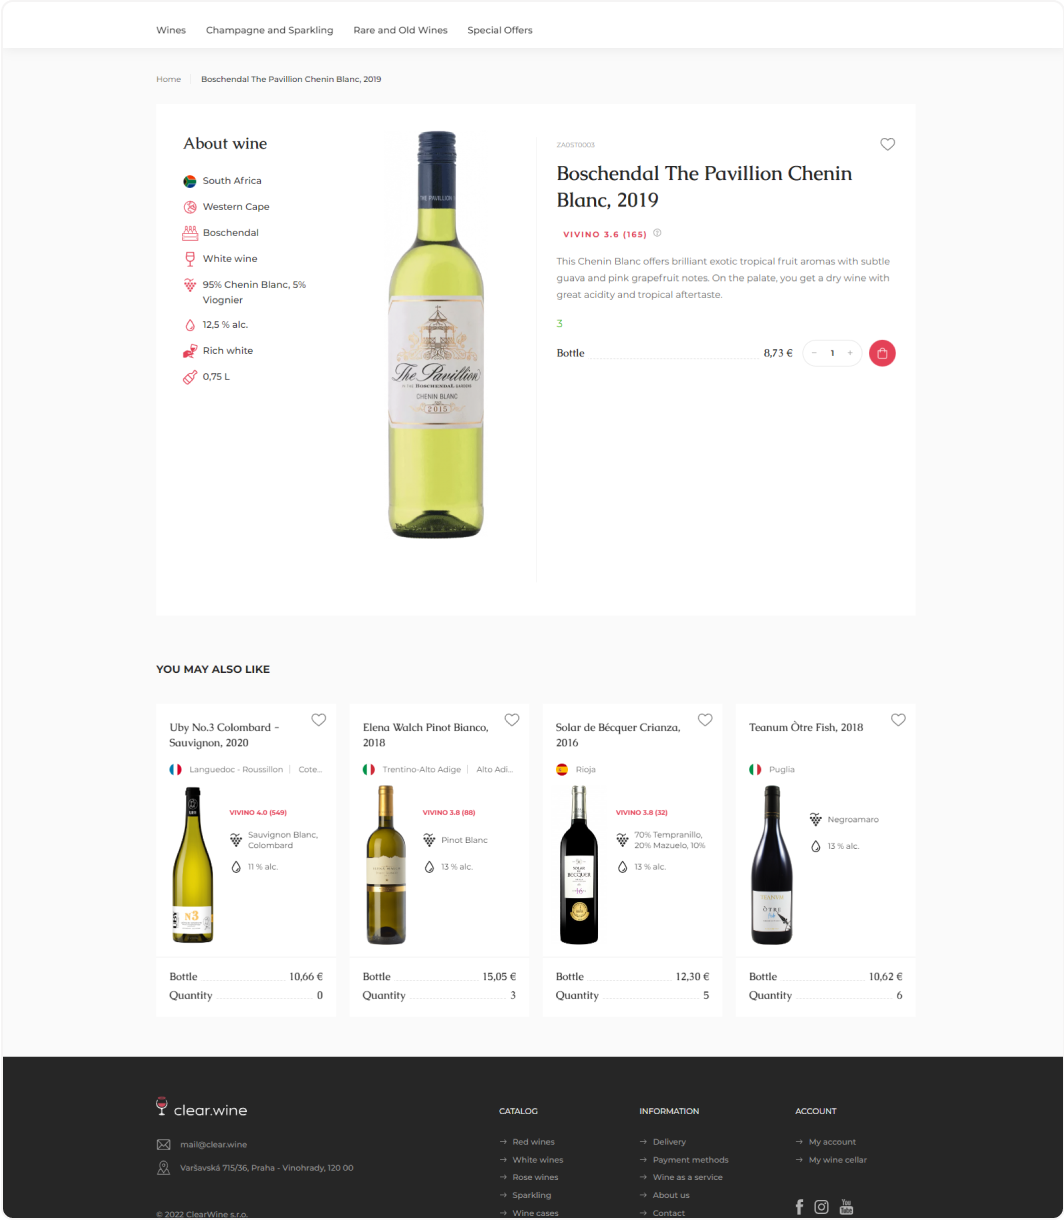 Wines Champagne and Sparkling Rare and Old Wines Special Offers
Home Boschendal The Pavillion Chenin Blanc, 2019
About wine
South Africa
Western Cape
Boschendal
White wine
95% Chenin Blanc, 5%
Viognier
12,5 % alc.
Rich white
0,75 L
THE PAVILLION
The Pavillion
CHENIN BLANC
2015
ZA0ST0003
Boschendal The Pavillion Chenin
Blanc, 2019
VIVINO 3.6 (165)
This Chenin Blanc offers brilliant exotic tropical fruit aromas with subtle
guava and pink grapefruit notes. On the palate, you get a dry wine with
great acidity and tropical aftertaste.
3
Bottle 8,73 € − 1 +
YOU MAY ALSO LIKE
Uby No.3 Colombard -
Sauvignon, 2020
Languedoc - Roussillon Cote...
VIVINO 4.0 (549)
Sauvignon Blanc,
Colombard
11 % alc.
UBY N3
Bottle 10,66 €
Quantity 0
Elena Walch Pinot Bianco,
2018
Trentino-Alto Adige Alto Adi...
VIVINO 3.8 (88)
Pinot Blanc
13 % alc.
Bottle 15,05 €
Quantity 3
Solar de Bécquer Crianza,
2016
Rioja
VIVINO 3.8 (32)
70% Tempranillo,
20% Mazuelo, 10%
13 % alc.
BÉCQUER
Bottle 12,30 €
Quantity 5
Teanum Òtre Fish, 2018
Puglia
Negroamaro
13 % alc.
ÒTRE
Bottle 10,62 €
Quantity 6
clear.wine
mail@clear.wine
Varšavská 715/36, Praha - Vinohrady, 120 00
© 2022 ClearWine s.r.o.
CATALOG
Red wines
White wines
Rose wines
Sparkling
Wine cases
INFORMATION
Delivery
Payment methods
Wine as a service
About us
Contact
ACCOUNT
My account
My wine cellar
You
Tube